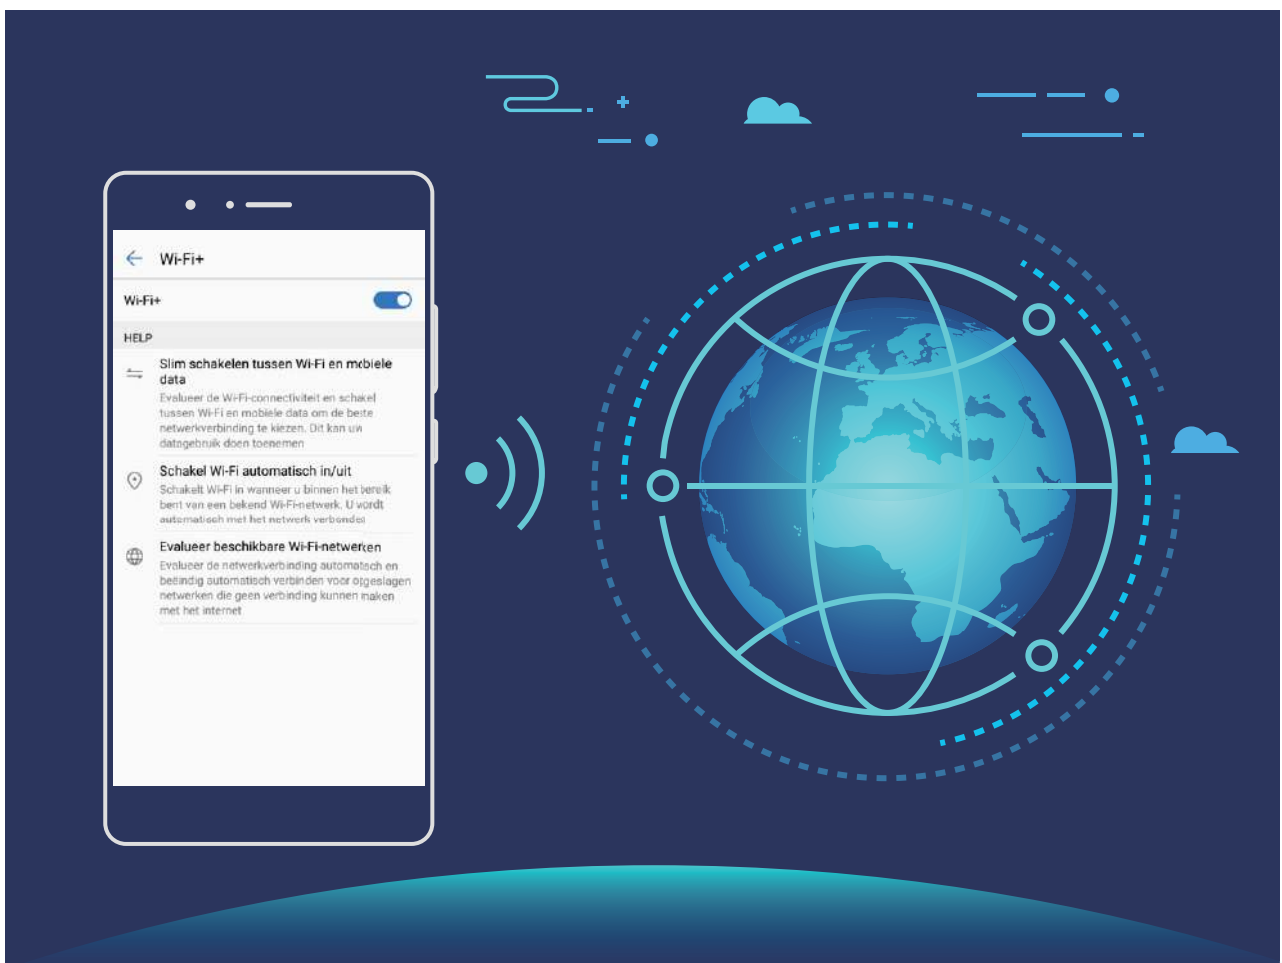 Wi-Fi+
Wi-Fi+
HELP
Slim schakelen tussen Wi-Fi en mobiele
data
Evalueer de Wi-Fi-connectiviteit en schakel
tussen Wi-Fi en mobiele data om de beste
netwerkverbinding te kiezen. Dit kan uw
datagebruik doen toenemen
Schakel Wi-Fi automatisch in/uit
Schakelt Wi-Fi in wanneer u binnen het bereik
bent van een bekend Wi-Fi-netwerk. U wordt
automatisch met het netwerk verbonden
Evalueer beschikbare Wi-Fi-netwerken
Evalueer de netwerkverbinding automatisch en
beëindig automatisch verbinden voor opgeslagen
netwerken die geen verbinding kunnen maken
met het internet